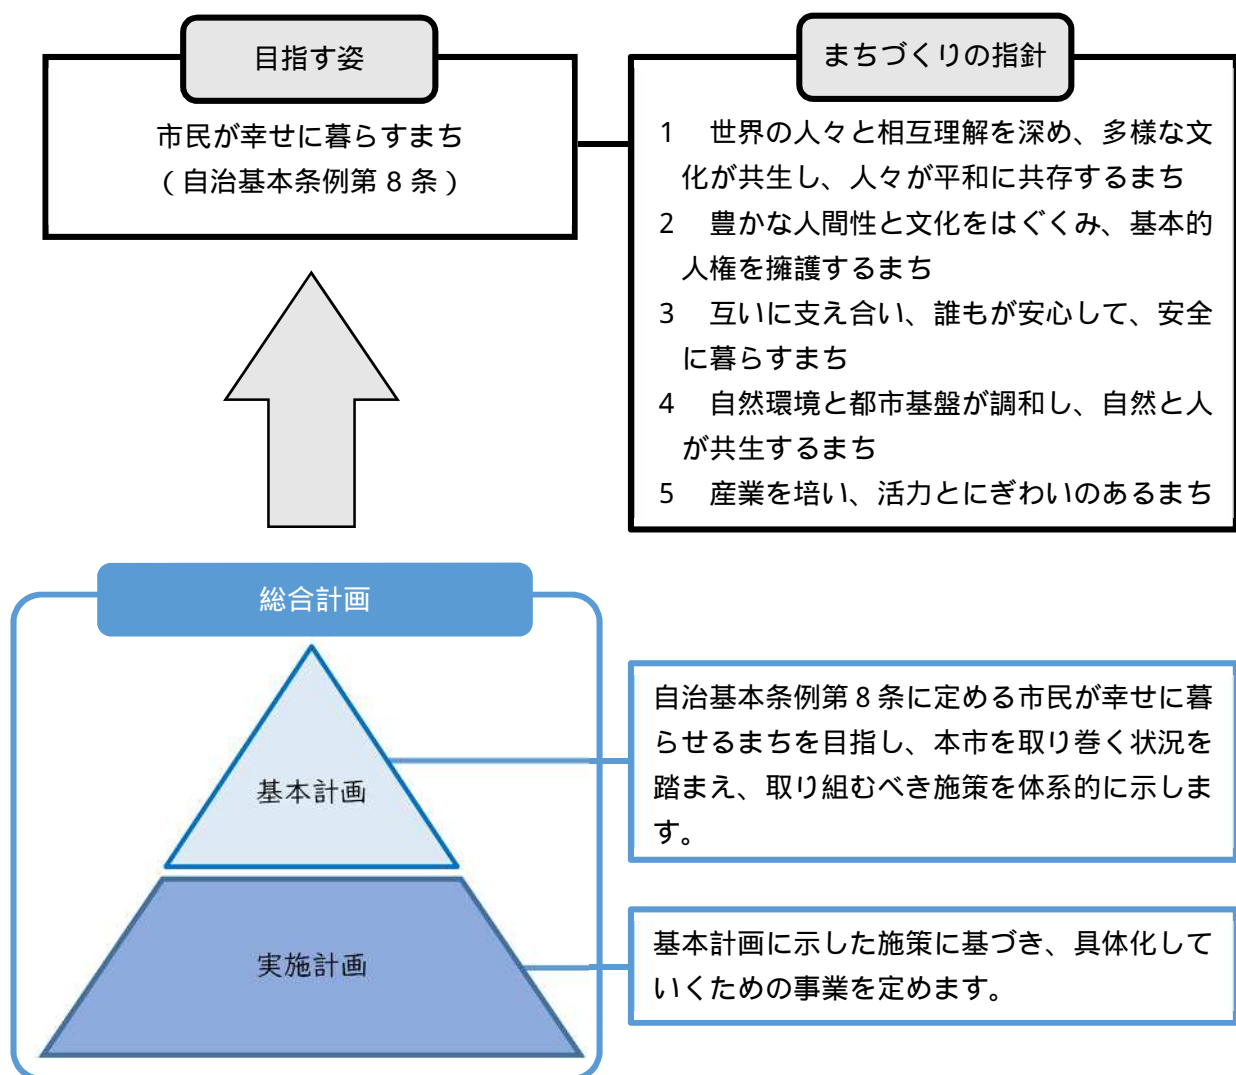 目指す姿
市民が幸せに暮らすまち
(自治基本条例第8条)
まちづくりの指針
1 世界の人々と相互理解を深め、多様な文
化が共生し、人々が平和に共存するまち
2 豊かな人間性と文化をはぐくみ、基本的
人権を擁護するまち
3 互いに支え合い、誰もが安心して、安全
に暮らすまち
4 自然環境と都市基盤が調和し、自然と人
が共生するまち
5 産業を培い、活力とにぎわいのあるまち
総合計画
基本計画
自治基本条例第8条に定める市民が幸せに暮
らせるまちを目指し、本市を取り巻く状況を
踏まえ、取り組むべき施策を体系的に示しま
す。
実施計画
基本計画に示した施策に基づき、具体化して
いくための事業を定めます。